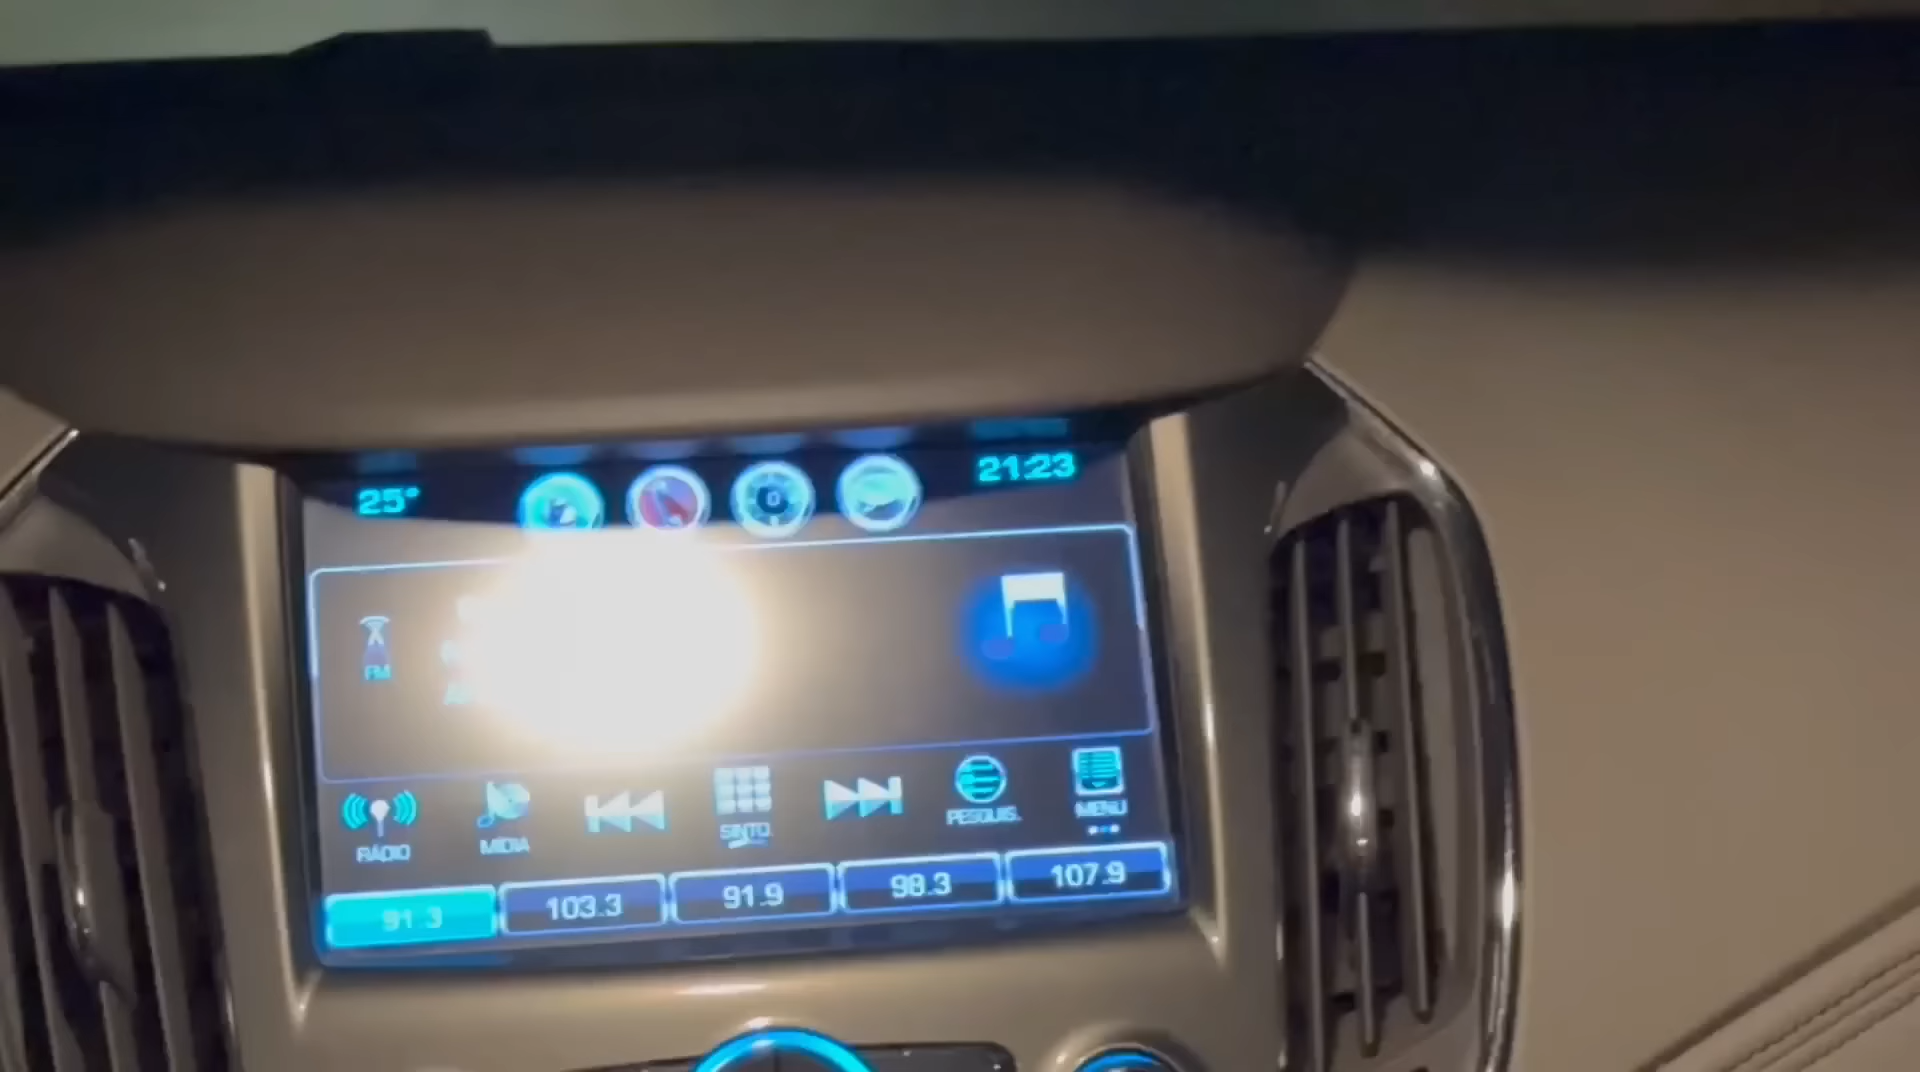 25°
21:23
FM
RÁDIO
MÍDIA
SINTO.
PESQUIS.
MENU
91.3
103.3
91.9
98.3
107.9